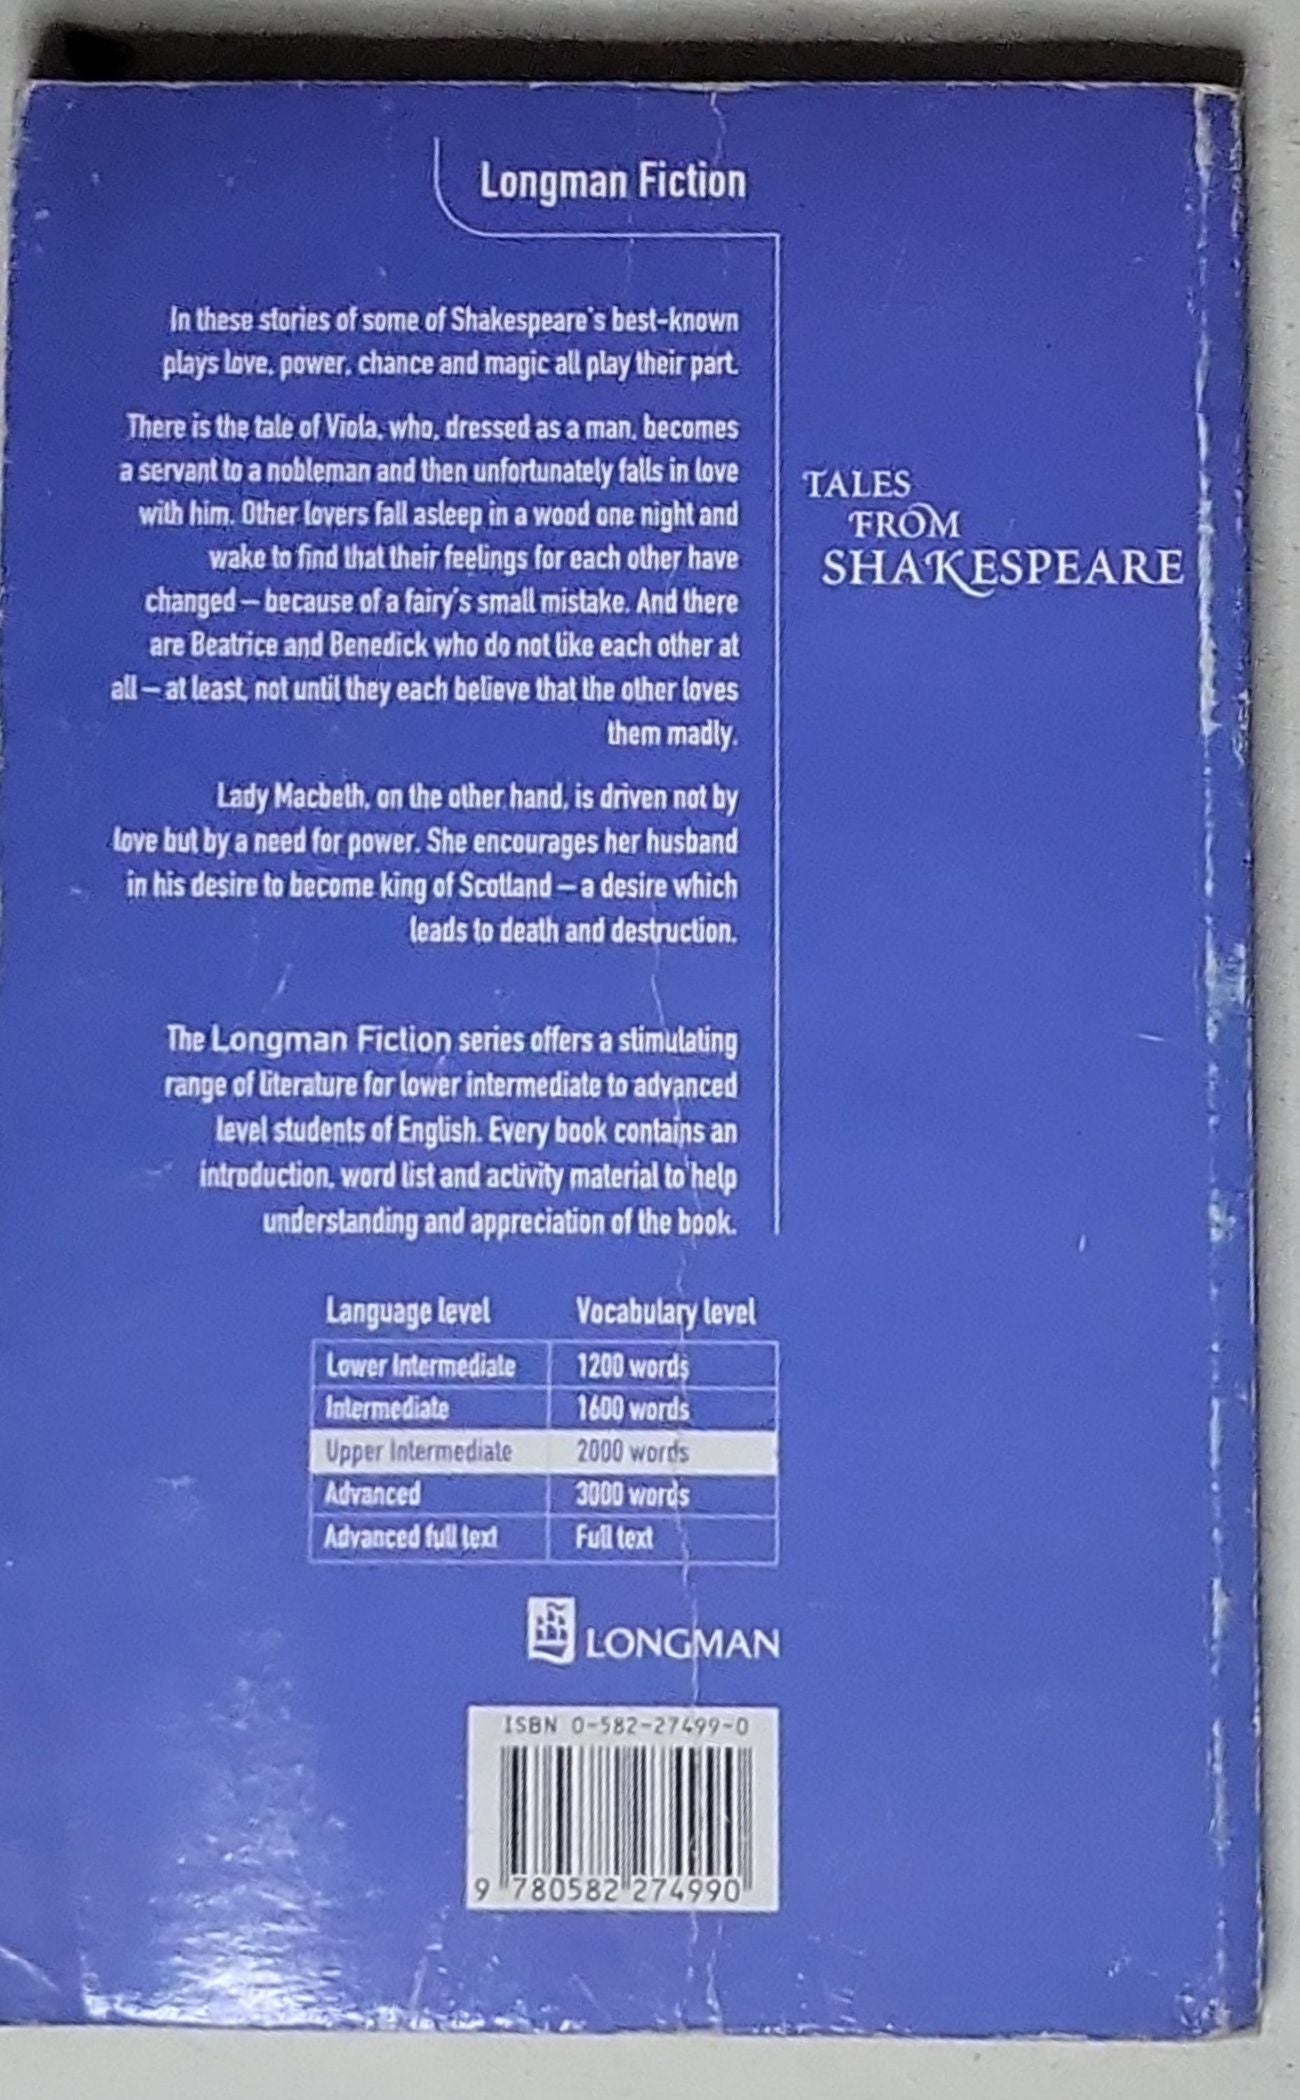 Longman Fiction
In these stories of some of Shakespeare's best-known
plays love, power, chance and magic all play their part.
There is the tale of Viola, who, dressed as a man, becomes
a servant to a nobleman and then unfortunately falls in love
with him. Other lovers fall asleep in a wood one night and
wake to find that their feelings for each other have
changed – because of a fairy's small mistake. And there
are Beatrice and Benedick who do not like each other at
all – at least, not until they each believe that the other loves
them madly.
Lady Macbeth, on the other hand, is driven not by
love but by a need for power. She encourages her husband
in his desire to become king of Scotland – a desire which
leads to death and destruction.
The Longman Fiction series offers a stimulating
range of literature for lower intermediate to advanced
level students of English. Every book contains an
introduction, word list and activity material to help
understanding and appreciation of the book.
Language level Vocabulary level
Lower Intermediate 1200 words
Intermediate 1600 words
Upper Intermediate 2000 words
Advanced 3000 words
Advanced full text Full text
LONGMAN
ISBN 0-582-27499-0
9 780582 274990
TALES
FROM
SHAKESPEARE